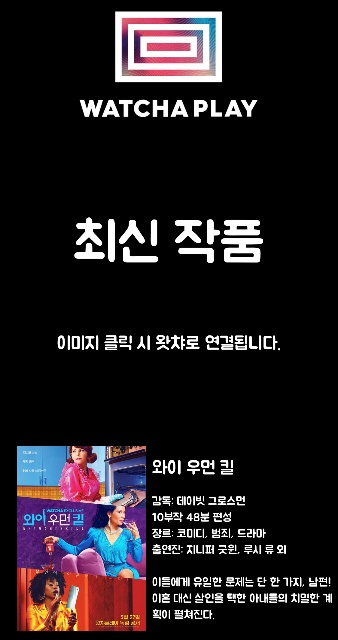 WATCHA PLAY
최신 작품
이미지 클릭 시 왓챠로 연결됩니다.
와이 우먼 킬
와이 우먼 킬
감독: 데이빗 그로스먼
10부작 48분 편성
장르: 코미디, 범죄, 드라마
출연진: 지니퍼 굿윈, 루시 류 외
이들에게 유일한 문제는 단 한 가지, 남편!
이혼 대신 살인을 택한 아내들의 치밀한 계
획이 펼쳐진다.